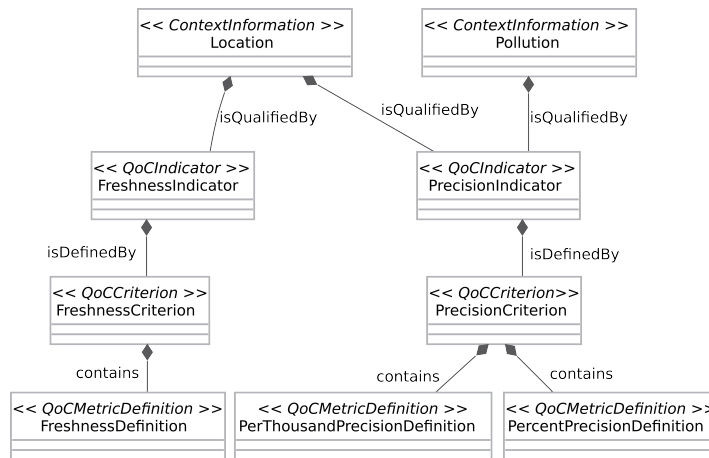 << ContextInformation >>
Location
<< ContextInformation >>
Pollution
isQualifiedBy
isQualifiedBy
isQualifiedBy
<< QoCIndicator >>
FreshnessIndicator
<< QoCIndicator >>
PrecisionIndicator
isDefinedBy
isDefinedBy
<< QoCCriterion >>
FreshnessCriterion
<< QoCCriterion>>
PrecisionCriterion
contains
contains
contains
<< QoCMetricDefinition >>
FreshnessDefinition
<< QoCMetricDefinition >>
PerThousandPrecisionDefinition
<< QoCMetricDefinition >>
PercentPrecisionDefinition